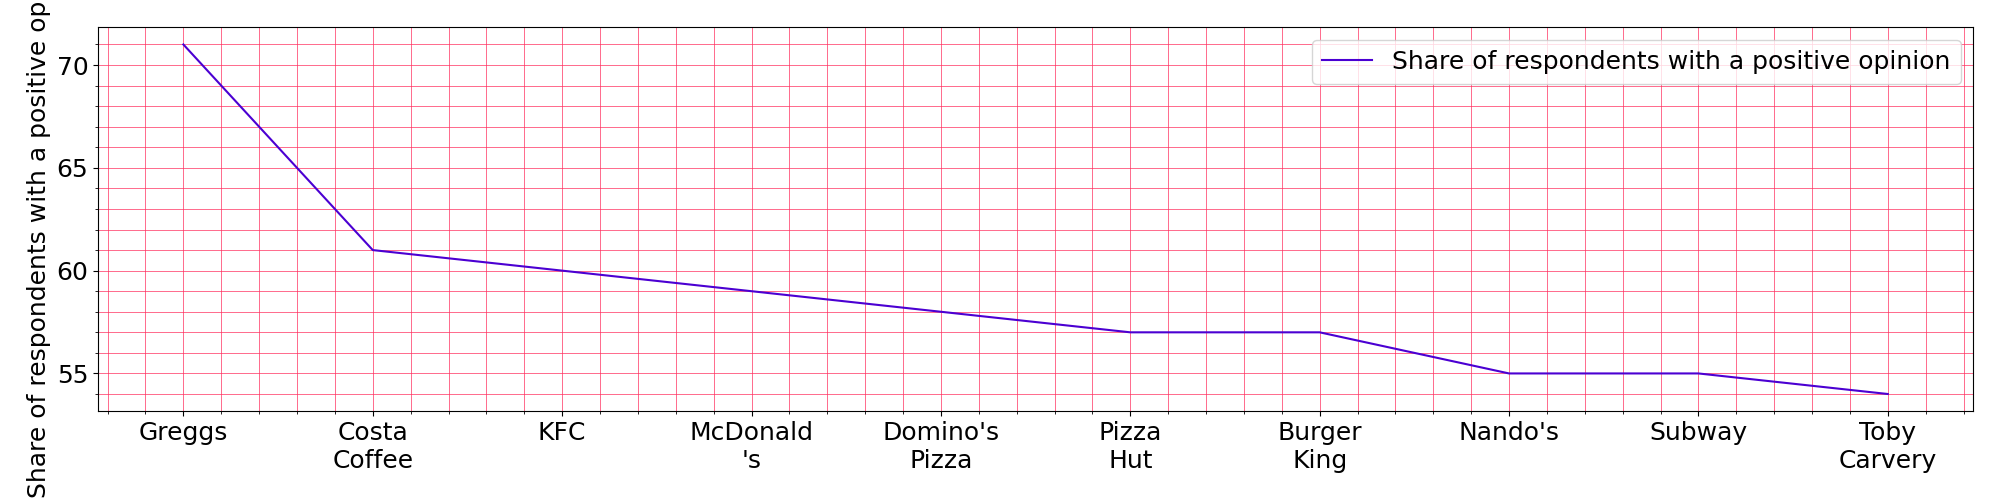 Share of respondents with a positive op
70
65
60
55
Share of respondents with a positive opinion
Greggs
Costa
Coffee
KFC
McDonald
's
Domino's
Pizza
Pizza
Hut
Burger
King
Nando's
Subway
Toby
Carvery